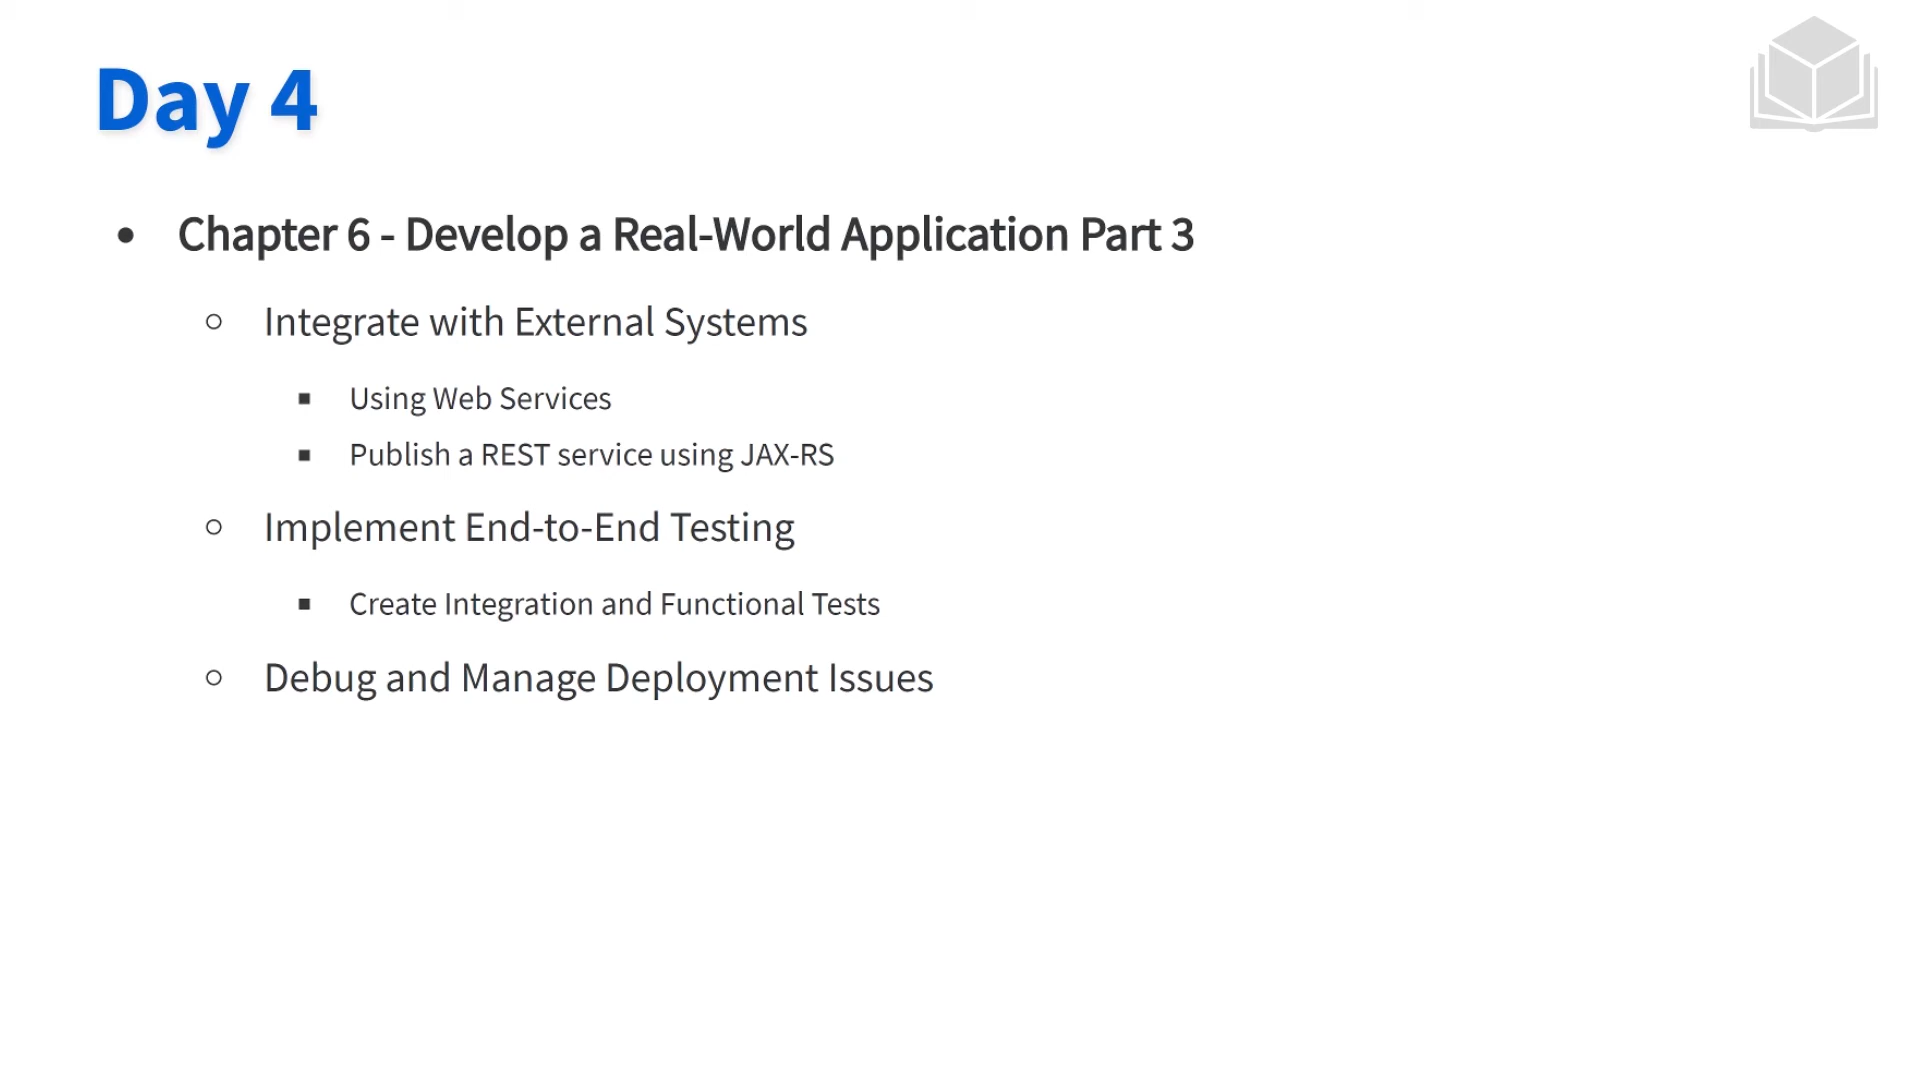 Day 4
• Chapter 6 - Develop a Real-World Application Part 3
○ Integrate with External Systems
▪ Using Web Services
▪ Publish a REST service using JAX-RS
○ Implement End-to-End Testing
▪ Create Integration and Functional Tests
○ Debug and Manage Deployment Issues